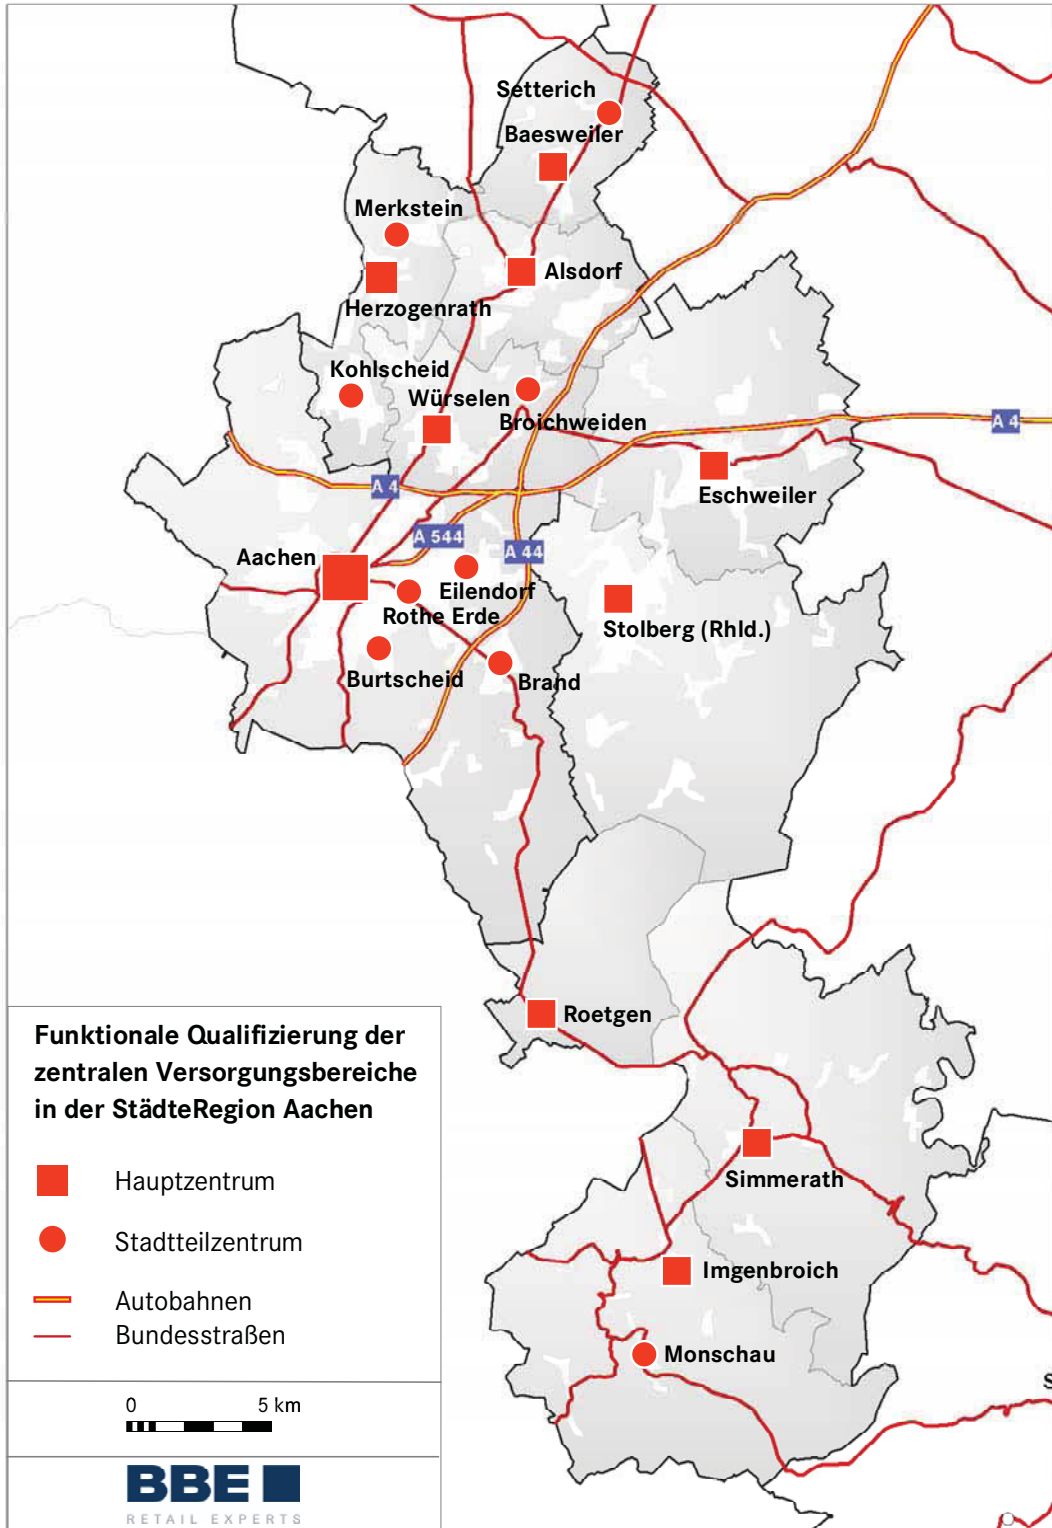 Setterich
Baesweiler
Merkstein
Alsdorf
Herzogenrath
Kohlscheid
Würselen
Broichweiden
A 4
Eschweiler
A 4
A 544
A 44
Aachen
Eilendorf
Rothe Erde
Stolberg (Rhld.)
Burtscheid
Brand
Roetgen
Simmerath
Imgenbroich
Monschau
S
Funktionale Qualifizierung der
zentralen Versorgungsbereiche
in der StädteRegion Aachen
Hauptzentrum
Stadtteilzentrum
Autobahnen
Bundesstraßen
0 5 km
BBE
RETAIL EXPERTS